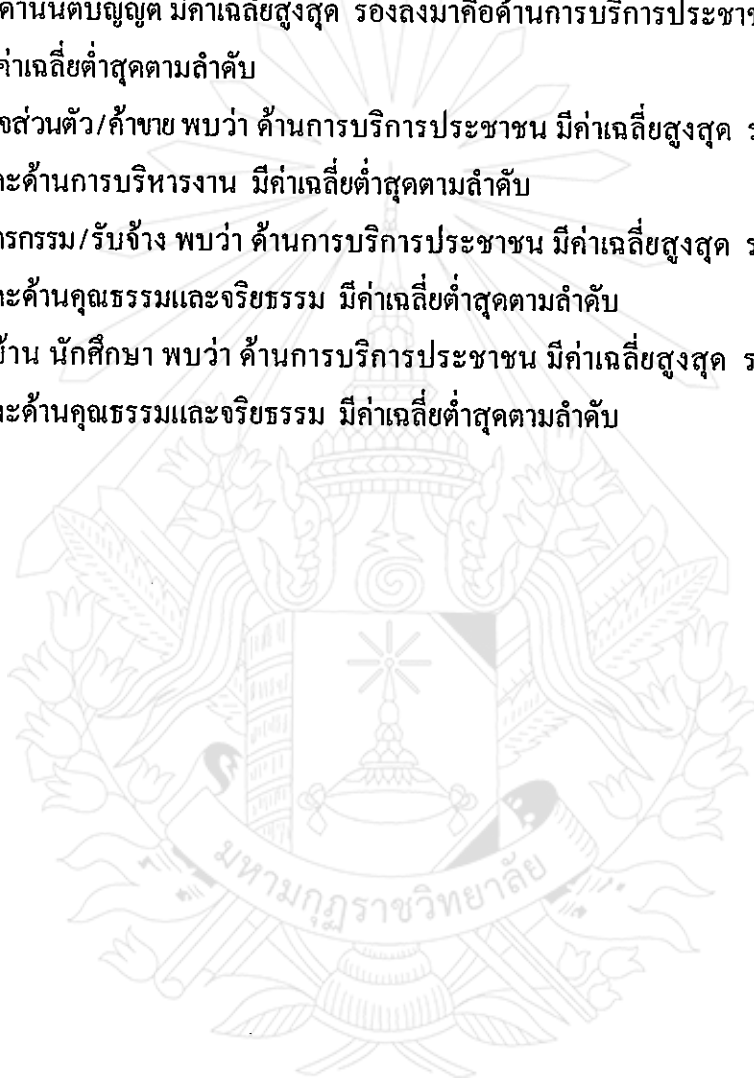 ด้านนิติบัญญัติ มีค่าเฉลี่ยสูงสุด รองลงมาคือด้านการบริการประชาช
ค่าเฉลี่ยต่ำสุดตามลำดับ
จส่วนตัว/ค้าขาย พบว่า ด้านการบริการประชาชน มีค่าเฉลี่ยสูงสุด ร
ละด้านการบริหารงาน มีค่าเฉลี่ยต่ำสุดตามลำดับ
ตรกรรม/รับจ้าง พบว่า ด้านการบริการประชาชน มีค่าเฉลี่ยสูงสุด ร
ละด้านคุณธรรมและจริยธรรม มีค่าเฉลี่ยต่ำสุดตามลำดับ
บ้าน นักศึกษา พบว่า ด้านการบริการประชาชน มีค่าเฉลี่ยสูงสุด ร
ละด้านคุณธรรมและจริยธรรม มีค่าเฉลี่ยต่ำสุดตามลำดับ
มหามกุฏราชวิทยาลัย